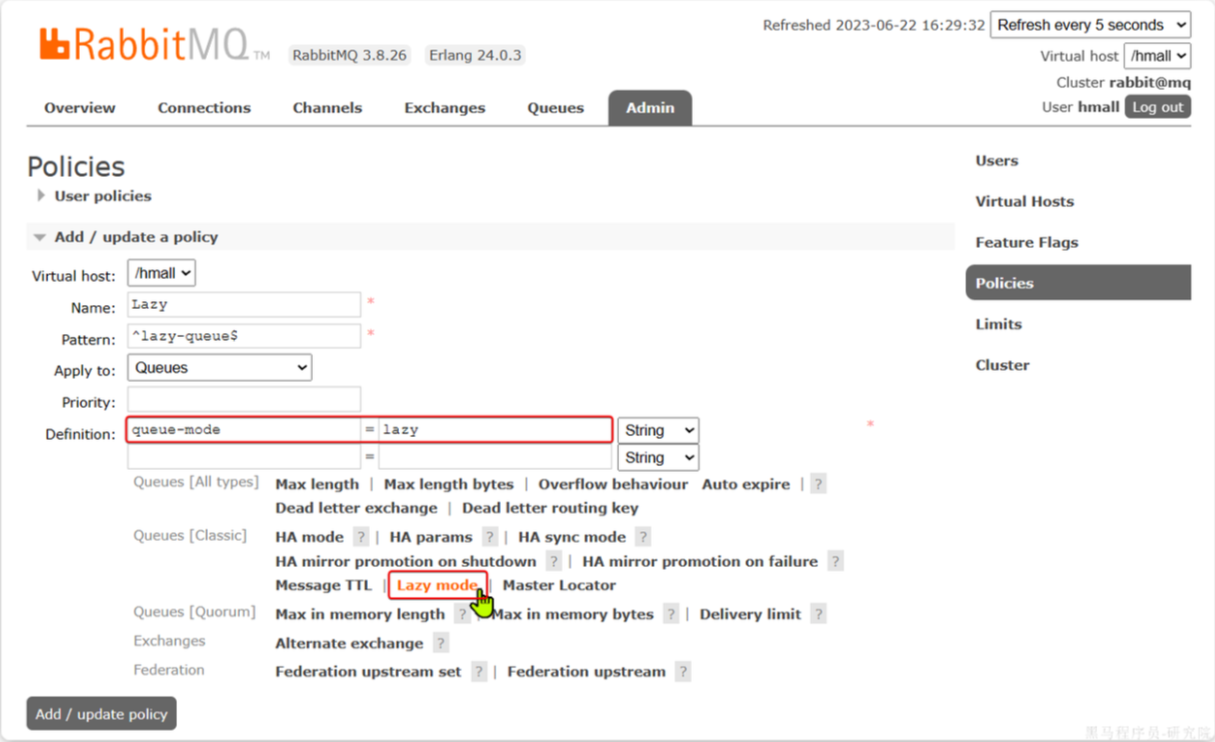 Refreshed 2023-06-22 16:29:32 Refresh every 5 seconds
RabbitMQ TM RabbitMQ 3.8.26 Erlang 24.0.3
Virtual host /hmall
Cluster rabbit@mq
User hmall Log out
Overview Connections Channels Exchanges Queues Admin
Policies
User policies
Add / update a policy
Virtual host: /hmall
Name: Lazy *
Pattern: ^lazy-queue$ *
Apply to: Queues
Priority:
Definition: queue-mode = lazy String *
= String
Queues [All types] Max length | Max length bytes | Overflow behaviour Auto expire | ?
Dead letter exchange | Dead letter routing key
Queues [Classic] HA mode ? | HA params ? | HA sync mode ?
HA mirror promotion on shutdown ? | HA mirror promotion on failure ?
Message TTL | Lazy mode | Master Locator
Queues [Quorum] Max in memory length ? | Max in memory bytes ? | Delivery limit ?
Exchanges Alternate exchange ?
Federation Federation upstream set ? | Federation upstream ?
Add / update policy
Users
Virtual Hosts
Feature Flags
Policies
Limits
Cluster
黑马程序员-研究院